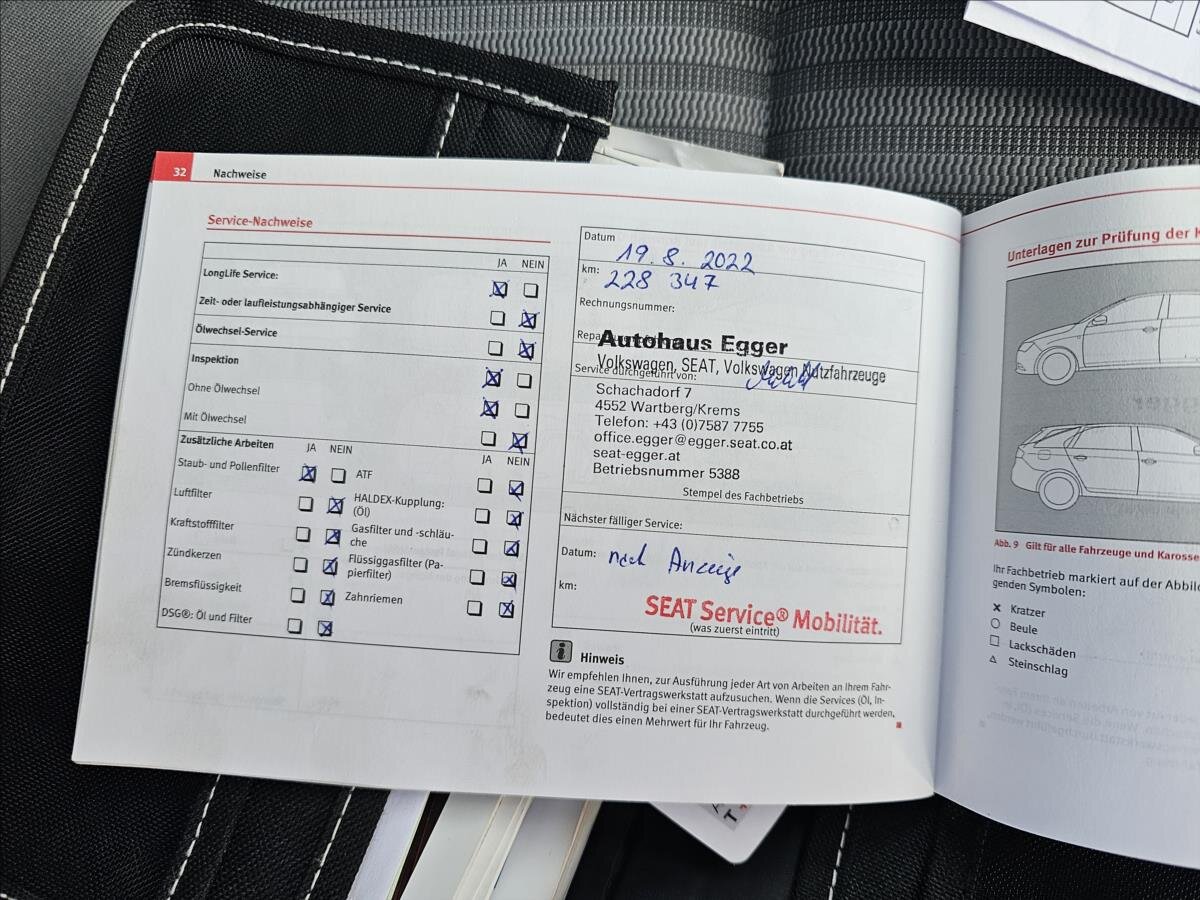 32 Nachweise
Service-Nachweise
JA NEIN
LongLife Service:
Zeit- oder laufleistungsabhängiger Service
Ölwechsel-Service
Inspektion
Ohne Ölwechsel
Mit Ölwechsel
Zusätzliche Arbeiten JA NEIN JA NEIN
Staub- und Pollenfilter ATF
Luftfilter HALDEX-Kupplung:
(Öl)
Kraftstofffilter Gasfilter und -schläu-
che
Zündkerzen Flüssiggasfilter (Pa-
pierfilter)
Bremsflüssigkeit Zahnriemen
DSG®: Öl und Filter
Datum 19. 8. 2022
km: 228 347
Rechnungsnummer:
Autohaus Egger
Volkswagen, SEAT, Volkswagen Nutzfahrzeuge
Service durchgeführt von:
Schachadorf 7
4552 Wartberg/Krems
Telefon: +43 (0)7587 7755
office.egger@egger.seat.co.at
seat-egger.at
Betriebsnummer 5388
Stempel des Fachbetriebs
Nächster fälliger Service:
Datum: nach Anzeige
km:
SEAT Service® Mobilität.
(was zuerst eintritt)
i Hinweis
Wir empfehlen Ihnen, zur Ausführung jeder Art von Arbeiten an Ihrem Fahr-
zeug eine SEAT-Vertragswerkstatt aufzusuchen. Wenn die Services (Öl, In-
spektion) vollständig bei einer SEAT-Vertragswerkstatt durchgeführt werden,
bedeutet dies einen Mehrwert für Ihr Fahrzeug.
Unterlagen zur Prüfung der
Abb. 9 Gilt für alle Fahrzeuge und Karosse
Ihr Fachbetrieb markiert auf der Abbil
genden Symbolen:
Kratzer
Beule
Lackschäden
Steinschlag